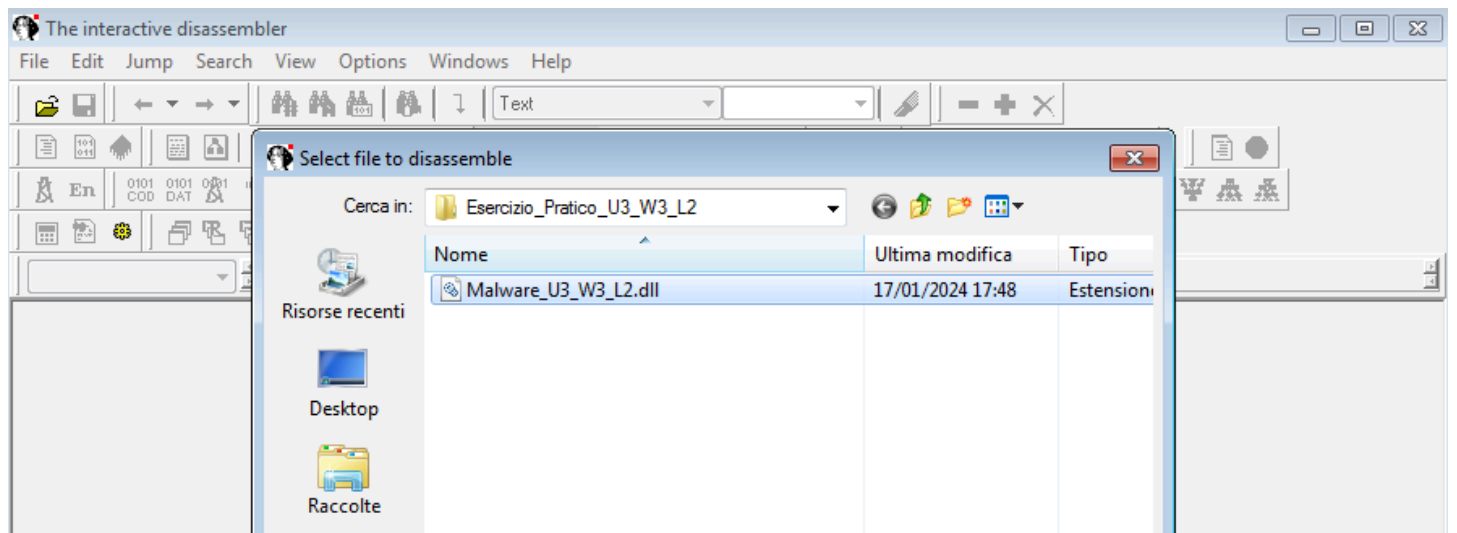 The interactive disassembler
File Edit Jump Search View Options Windows Help
Text
Select file to disassemble
En
0101 0101
COD DAT
Cerca in: Esercizio_Pratico_U3_W3_L2
Nome Ultima modifica Tipo
Malware_U3_W3_L2.dll 17/01/2024 17:48 Estensione
Risorse recenti
Desktop
Raccolte